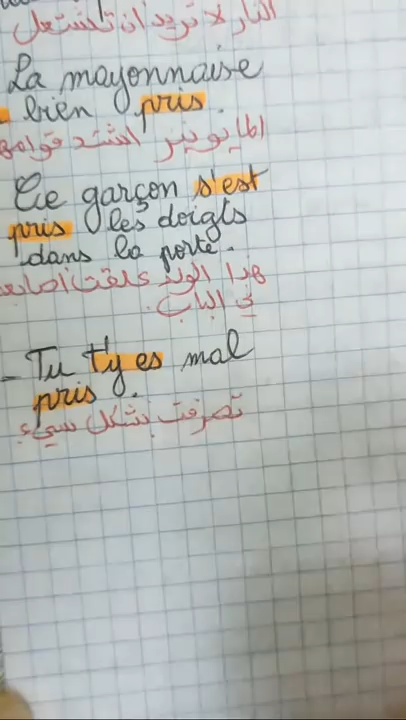 النار لا تريد أن تشتعل
La mayonnaise
bien pris.
المايونيز اشتد قوامها
Ce garçon s'est
pris les doigts
dans la porte.
هذا الولد علقت أصابعه
في الباب.
- Tu t'y es mal
pris.
تصرفت بشكل سيء